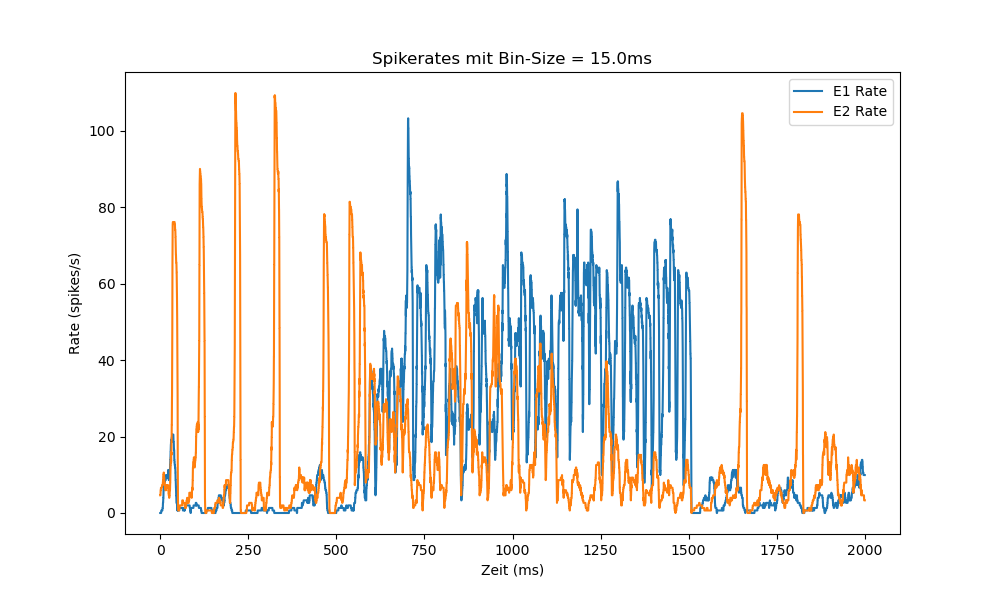 Spikerates mit Bin-Size = 15.0ms
E1 Rate
E2 Rate
Rate (spikes/s)
100
80
60
40
20
0
0 250 500 750 1000 1250 1500 1750 2000
Zeit (ms)